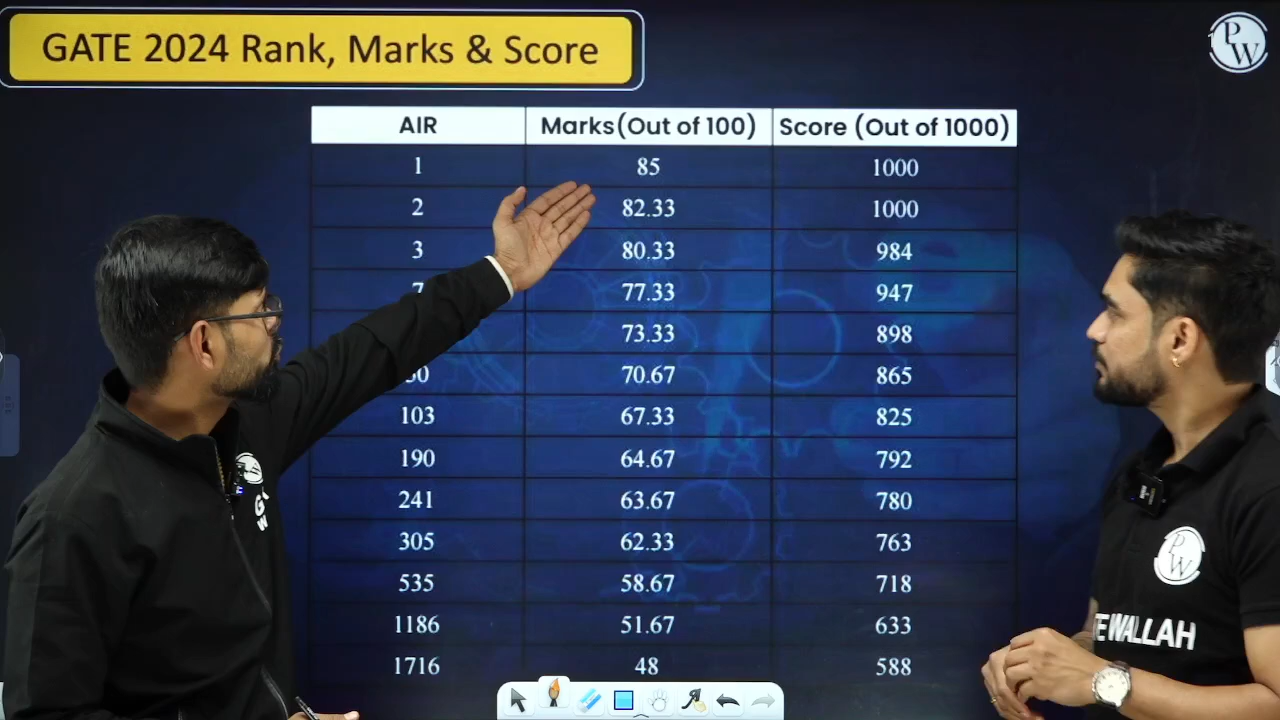 GATE 2024 Rank, Marks & Score
PW
AIR Marks(Out of 100) Score (Out of 1000)
1 85 1000
2 82.33 1000
3 80.33 984
7 77.33 947
73.33 898
70.67 865
103 67.33 825
190 64.67 792
241 63.67 780
305 62.33 763
535 58.67 718
1186 51.67 633
1716 48 588
PW
WALLAH